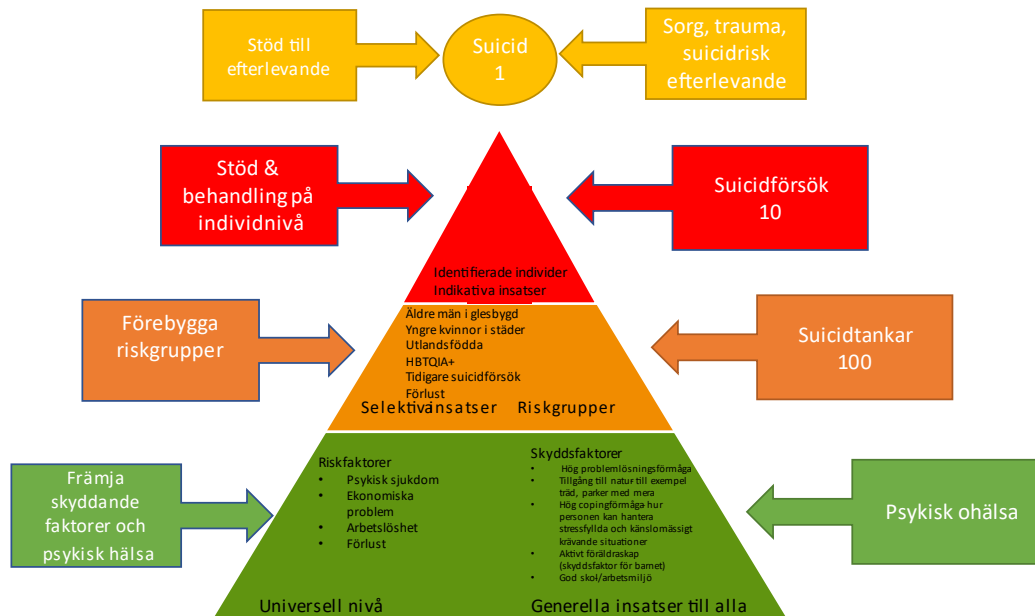 Stöd till
efterlevande
Suicid
1
Sorg, trauma,
suicidrisk
efterlevande
Stöd &
behandling på
individnivå
Suicidförsök
10
Identifierade individer
Indikativa insatser
Förebygga
riskgrupper
Äldre män i glesbygd
Yngre kvinnor i städer
Utlandsfödda
HBTQIA+
Tidigare suicidförsök
Förlust
Selektiva insatser Riskgrupper
Suicidtankar
100
Främja
skyddande
faktorer och
psykisk hälsa
Riskfaktorer
• Psykisk sjukdom
• Ekonomiska
problem
• Arbetslöshet
• Förlust
Skyddsfaktorer
• Hög problemlösningsförmåga
• Tillgång till natur till exempel
träd, parker med mera
• Hög copingförmåga hur
personen kan hantera
stressfyllda och känslomässigt
krävande situationer
• Aktivt föräldraskap
(skyddsfaktor för barnet)
• God skol/arbetsmiljö
Psykisk ohälsa
Universell nivå
Generella insatser till alla